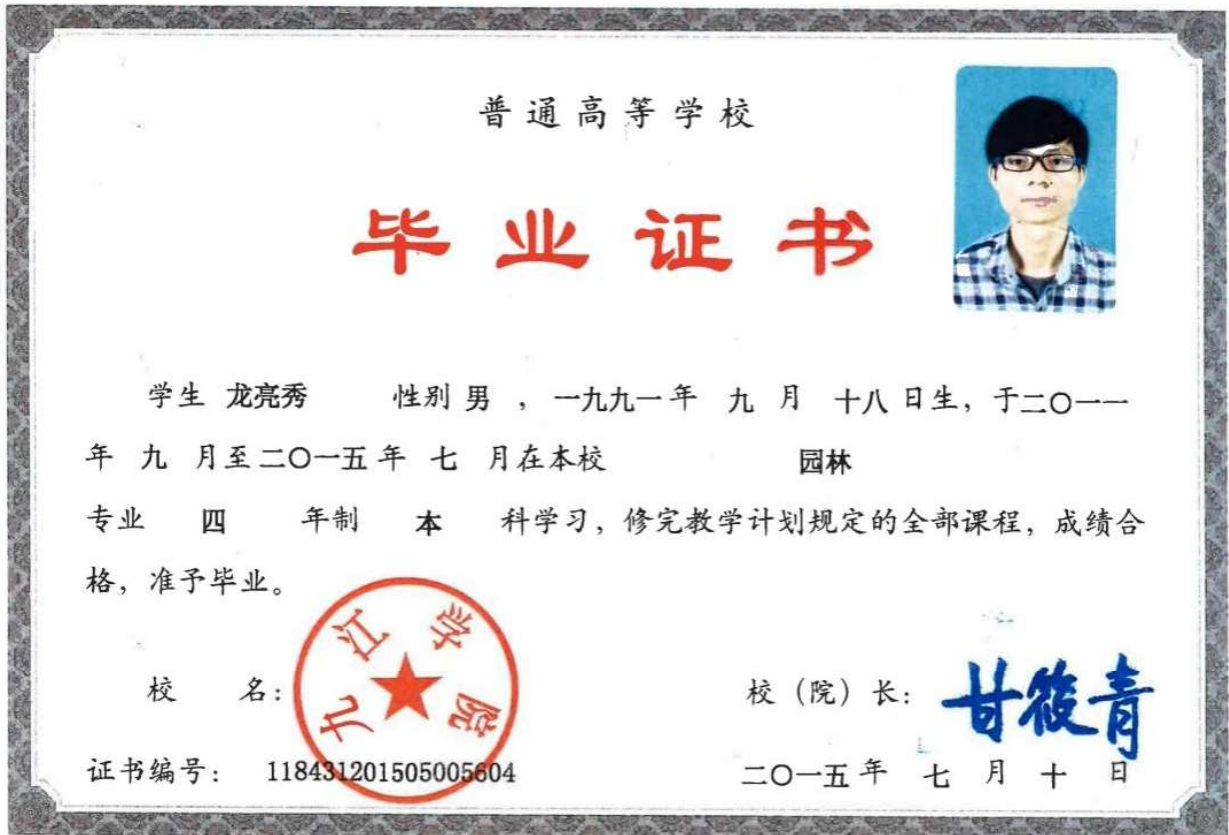 普通高等学校
毕业证书
学生 龙亮秀 性别 男 ，一九九一年 九 月 十八 日生，于二〇一一
年 九 月至二〇一五年 七 月在本校 园林
专业 四 年制 本 科学习，修完教学计划规定的全部课程，成绩合
格，准予毕业。
校 名：
九江学院
校（院）长：
甘筱青
证书编号： 118431201505005604
二〇一五年 七 月 十 日